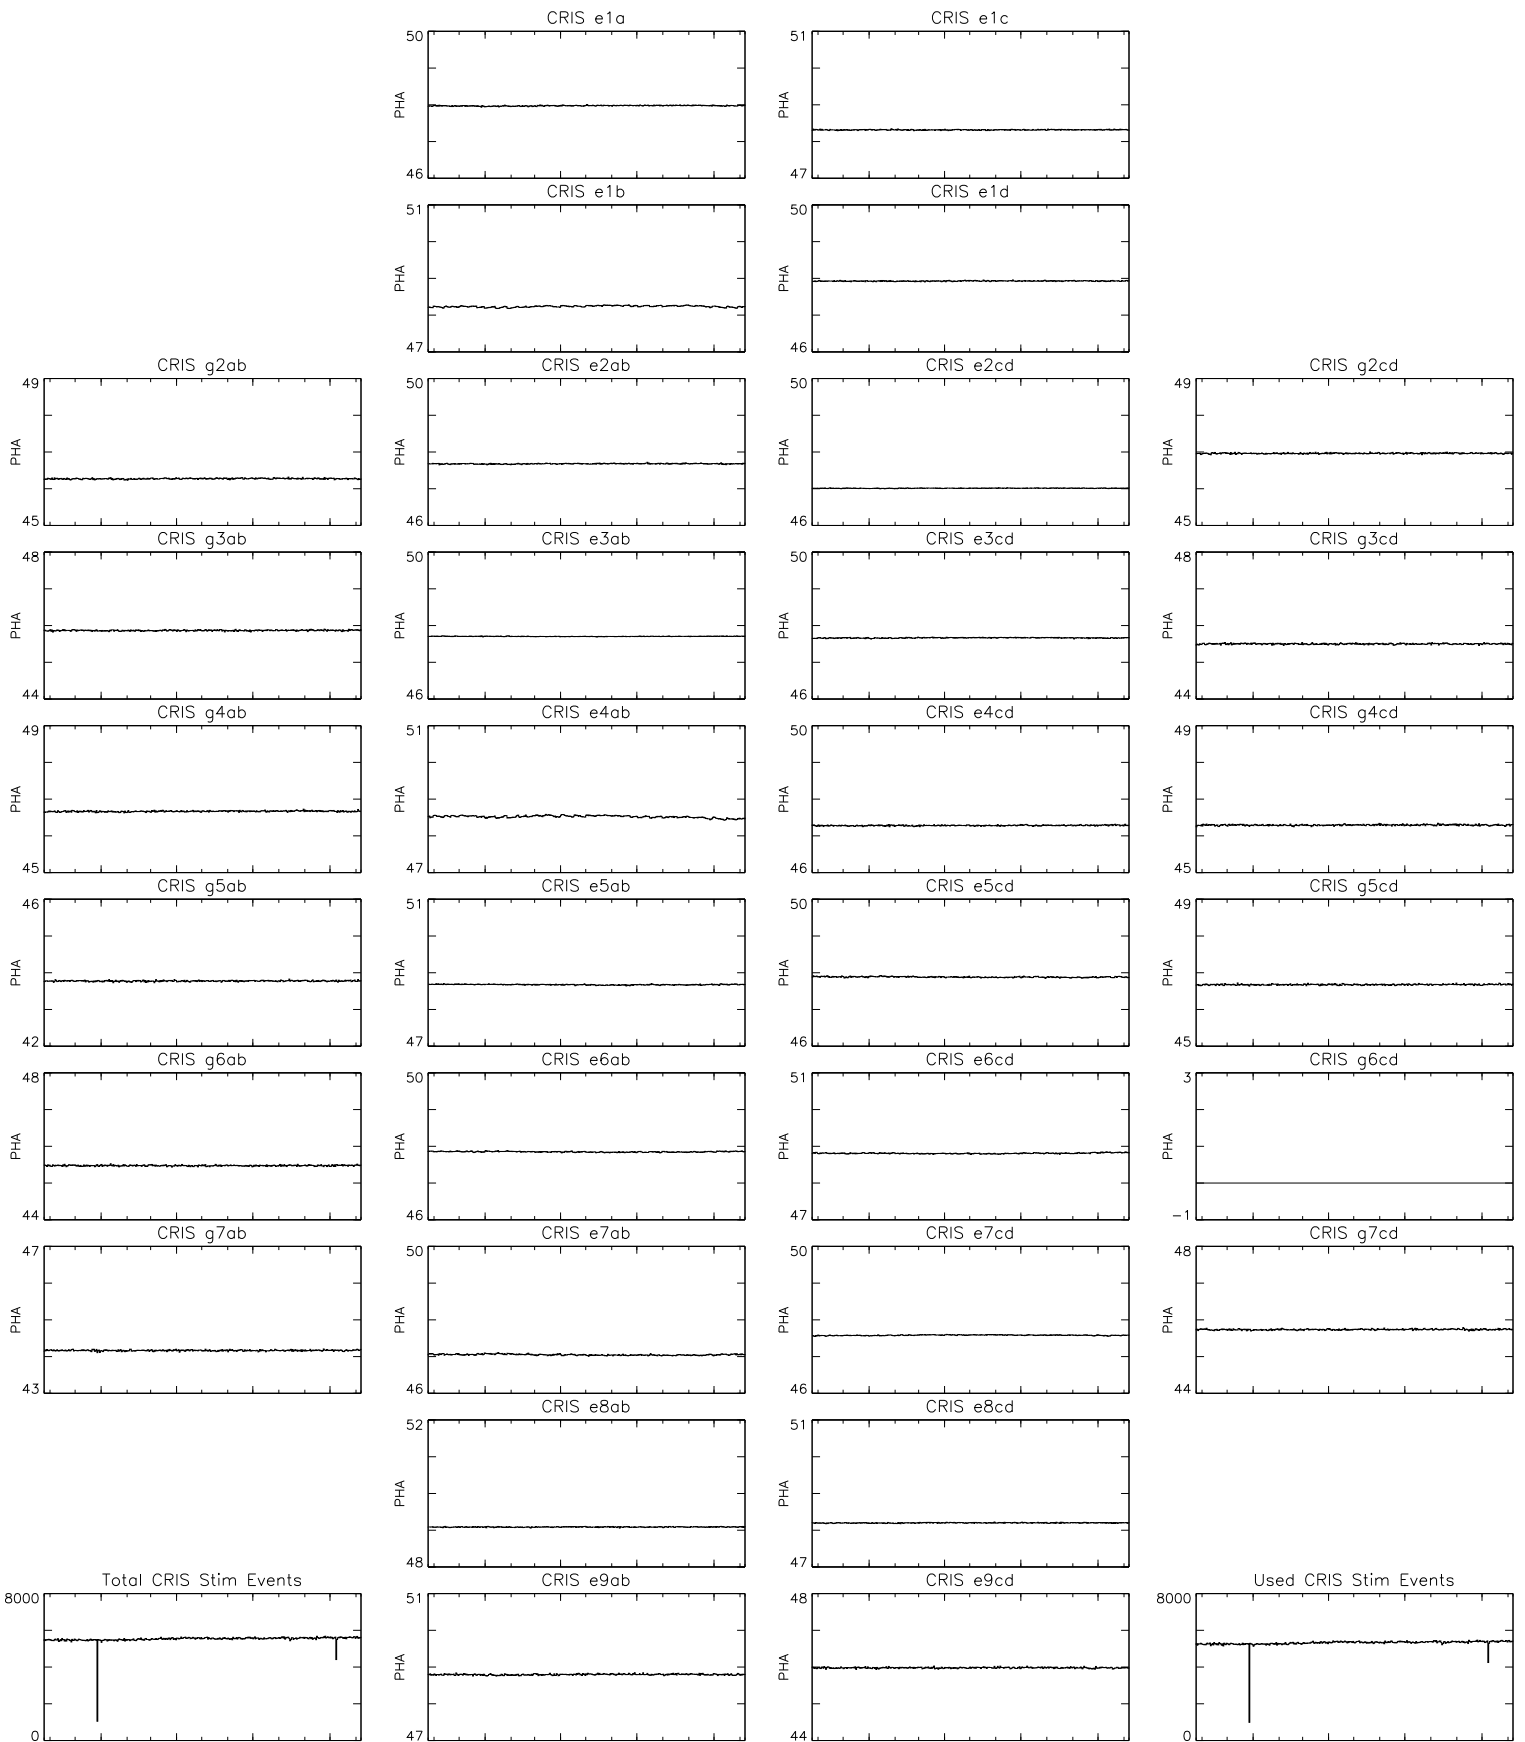 CRIS e1a
CRIS e1c
50
PHA
46
51
PHA
47
CRIS e1b
CRIS e1d
51
PHA
47
50
PHA
46
CRIS g2ab
CRIS e2ab
CRIS e2cd
CRIS g2cd
49
PHA
45
50
PHA
46
50
PHA
46
49
PHA
45
CRIS g3ab
CRIS e3ab
CRIS e3cd
CRIS g3cd
48
PHA
44
50
PHA
46
50
PHA
46
48
PHA
44
CRIS g4ab
CRIS e4ab
CRIS e4cd
CRIS g4cd
49
PHA
45
51
PHA
47
50
PHA
46
49
PHA
45
CRIS g5ab
CRIS e5ab
CRIS e5cd
CRIS g5cd
46
PHA
42
51
PHA
47
50
PHA
46
49
PHA
45
CRIS g6ab
CRIS e6ab
CRIS e6cd
CRIS g6cd
48
PHA
44
50
PHA
46
51
PHA
47
3
PHA
-1
CRIS g7ab
CRIS e7ab
CRIS e7cd
CRIS g7cd
47
PHA
43
50
PHA
46
50
PHA
46
48
PHA
44
CRIS e8ab
CRIS e8cd
52
PHA
48
51
PHA
47
Total CRIS Stim Events
CRIS e9ab
CRIS e9cd
Used CRIS Stim Events
8000
0
51
PHA
47
48
PHA
44
8000
0